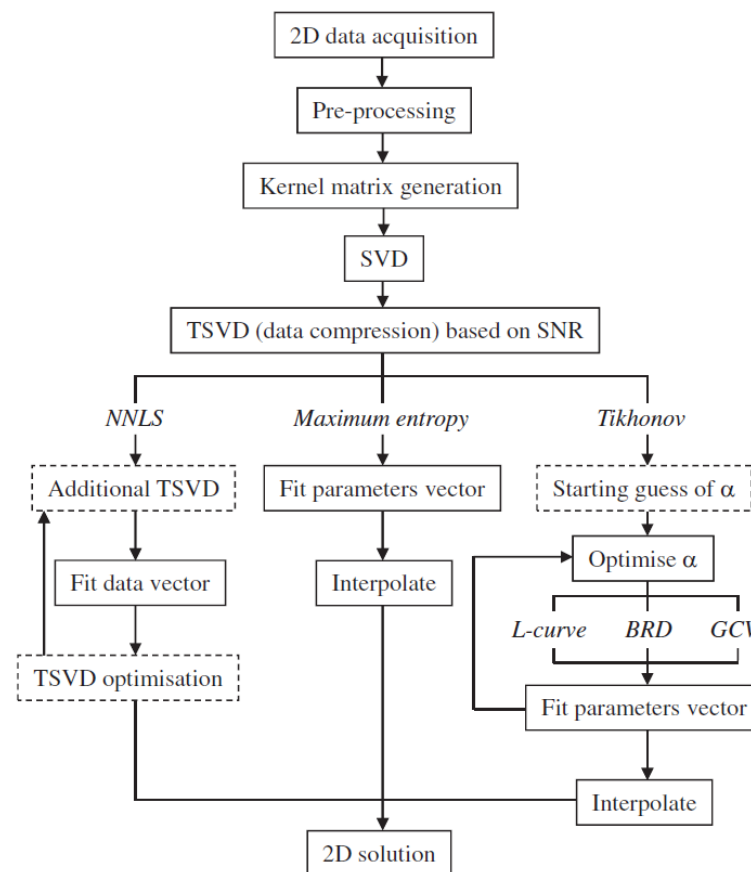 2D data acquisition
Pre-processing
Kernel matrix generation
SVD
TSVD (data compression) based on SNR
NNLS
Maximum entropy
Tikhonov
Additional TSVD
Fit parameters vector
Starting guess of α
Optimise α
Fit data vector
Interpolate
L-curve
BRD
GCV
TSVD optimisation
Fit parameters vector
Interpolate
2D solution